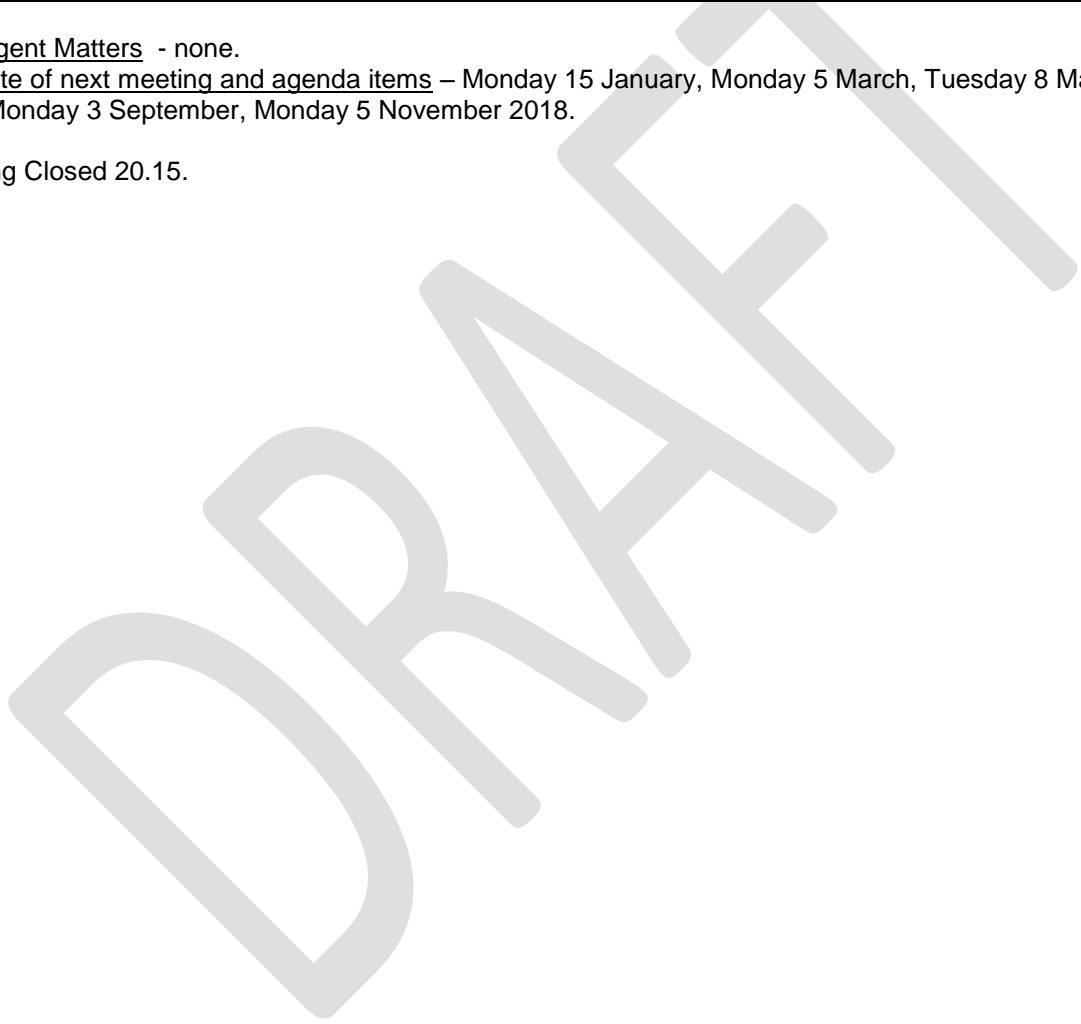 gent Matters - none.
te of next meeting and agenda items – Monday 15 January, Monday 5 March, Tuesday 8 Ma
Monday 3 September, Monday 5 November 2018.
ng Closed 20.15.
DRAFT